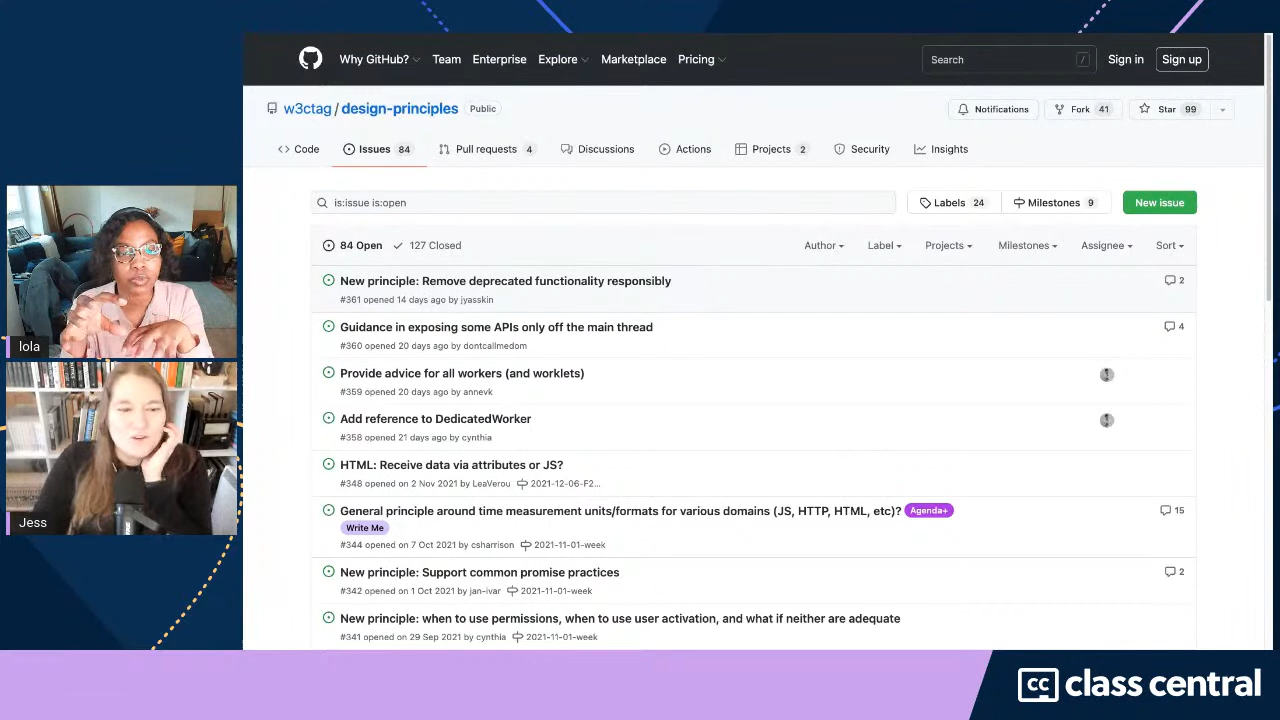 Why GitHub? Team Enterprise Explore Marketplace Pricing Search / Sign in Sign up
w3ctag / design-principles Public Notifications Fork 41 Star 99
Code Issues 84 Pull requests 4 Discussions Actions Projects 2 Security Insights
is:issue is:open Labels 24 Milestones 9 New issue
84 Open 127 Closed Author Label Projects Milestones Assignee Sort
New principle: Remove deprecated functionality responsibly 2
#361 opened 14 days ago by jyasskin
Guidance in exposing some APIs only off the main thread 4
#360 opened 20 days ago by dontcallmedom
Provide advice for all workers (and worklets)
#359 opened 20 days ago by annevk
Add reference to DedicatedWorker
#358 opened 21 days ago by cynthia
HTML: Receive data via attributes or JS?
#348 opened on 2 Nov 2021 by LeaVerou 2021-12-06-F2...
General principle around time measurement units/formats for various domains (JS, HTTP, HTML, etc)? Agenda+ 15
Write Me
#344 opened on 7 Oct 2021 by csharrison 2021-11-01-week
New principle: Support common promise practices 2
#342 opened on 1 Oct 2021 by jan-ivar 2021-11-01-week
New principle: when to use permissions, when to use user activation, and what if neither are adequate
#341 opened on 29 Sep 2021 by cynthia 2021-11-01-week
lola
Jess
cc class central